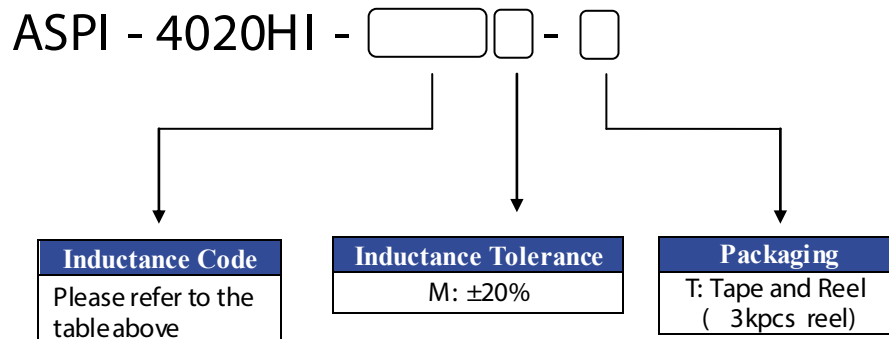 ASPI - 4020HI - -
Inductance Code
Please refer to the
tableabove
Inductance Tolerance
M: ±20%
Packaging
T: Tape and Reel
( 3kpcs reel)